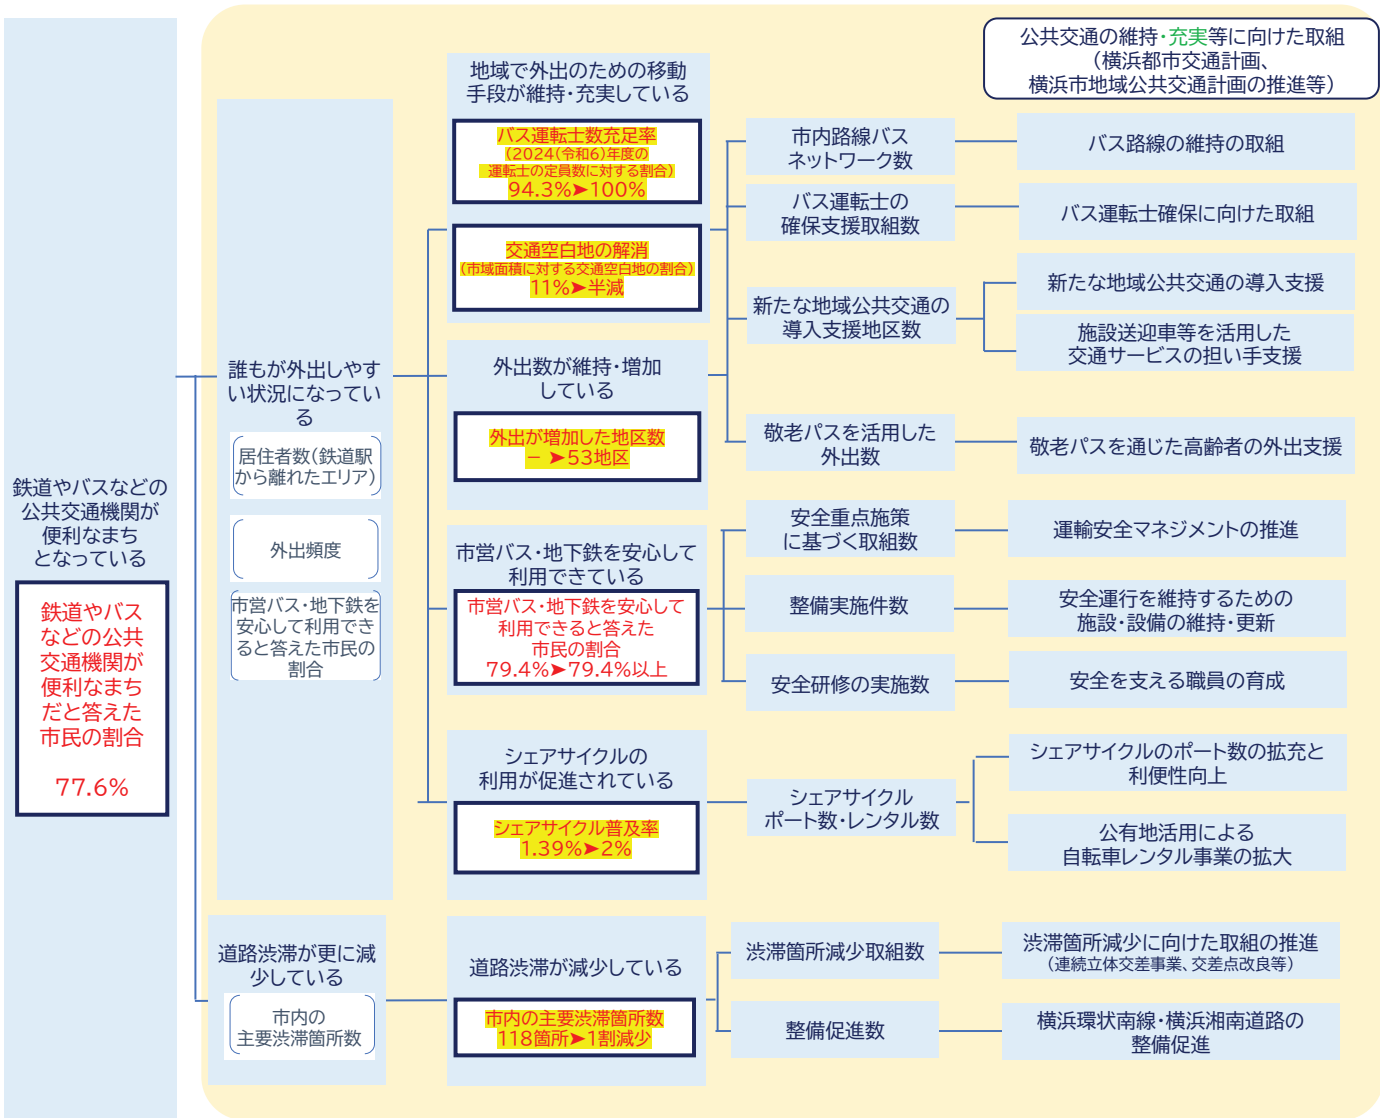 公共交通の維持・充実等に向けた取組
（横浜都市交通計画、
横浜市地域公共交通計画の推進等）
鉄道やバスなどの
公共交通機関が
便利なまち
となっている
鉄道やバス
などの公共
交通機関が
便利なまち
だと答えた
市民の割合
77.6%
誰もが外出しやす
い状況になってい
る
居住者数（鉄道駅
から離れたエリア）
外出頻度
市営バス・地下鉄を
安心して利用でき
ると答えた市民の
割合
道路渋滞が更に減
少している
市内の
主要渋滞箇所数
地域で外出のための移動
手段が維持・充実している
バス運転士数充足率
（2024（令和6）年度の
運転士の定員数に対する割合）
94.3%➤100%
交通空白地の解消
（市域面積に対する交通空白地の割合）
11%➤半減
外出数が維持・増加
している
外出が増加した地区数
－ ➤53地区
市営バス・地下鉄を安心して
利用できている
市営バス・地下鉄を安心して
利用できると答えた
市民の割合
79.4%➤79.4%以上
シェアサイクルの
利用が促進されている
シェアサイクル普及率
1.39%➤2%
道路渋滞が減少している
市内の主要渋滞箇所数
118箇所➤1割減少
市内路線バス
ネットワーク数
バス運転士の
確保支援取組数
新たな地域公共交通の
導入支援地区数
敬老パスを活用した
外出数
安全重点施策
に基づく取組数
整備実施件数
安全研修の実施数
シェアサイクル
ポート数・レンタル数
渋滞箇所減少取組数
整備促進数
バス路線の維持の取組
バス運転士確保に向けた取組
新たな地域公共交通の導入支援
施設送迎車等を活用した
交通サービスの担い手支援
敬老パスを通じた高齢者の外出支援
運輸安全マネジメントの推進
安全運行を維持するための
施設・設備の維持・更新
安全を支える職員の育成
シェアサイクルのポート数の拡充と
利便性向上
公有地活用による
自転車レンタル事業の拡大
渋滞箇所減少に向けた取組の推進
（連続立体交差事業、交差点改良等）
横浜環状南線・横浜湘南道路の
整備促進